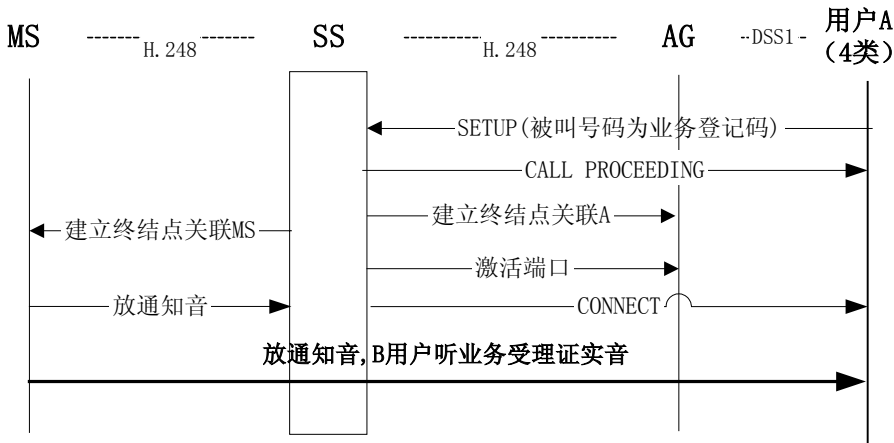 MS
H.248
SS
H.248
AG
DSS1
用户A
（4类）
SETUP(被叫号码为业务登记码)
CALL PROCEEDING
建立终结点关联A
建立终结点关联MS
激活端口
放通知音
CONNECT
放通知音,B用户听业务受理证实音